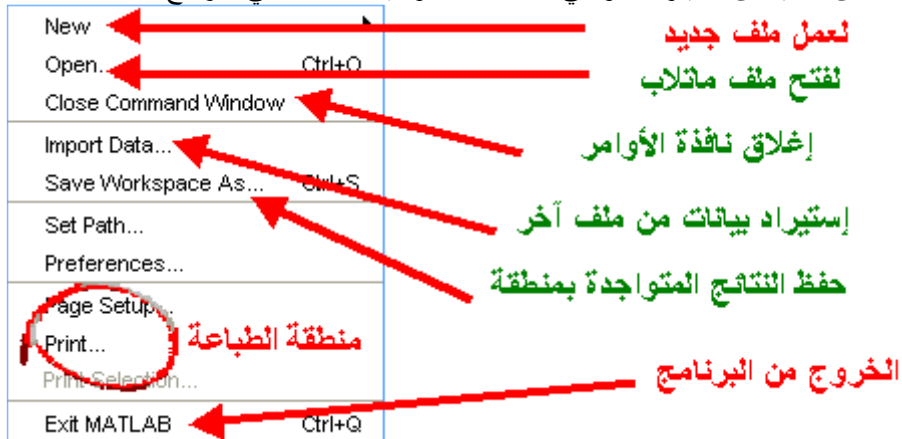 New
لعمل ملف جديد
Open... Ctrl+O
لفتح ملف ماتلاب
Close Command Window
إغلاق نافذة الأوامر
Import Data...
إستيراد بيانات من ملف آخر
Save Workspace As... Ctrl+S
حفظ النتائج المتواجدة بمنطقة
Set Path...
Preferences...
Page Setup...
Print...
منطقة الطباعة
Print Selection...
الخروج من البرنامج
Exit MATLAB Ctrl+Q